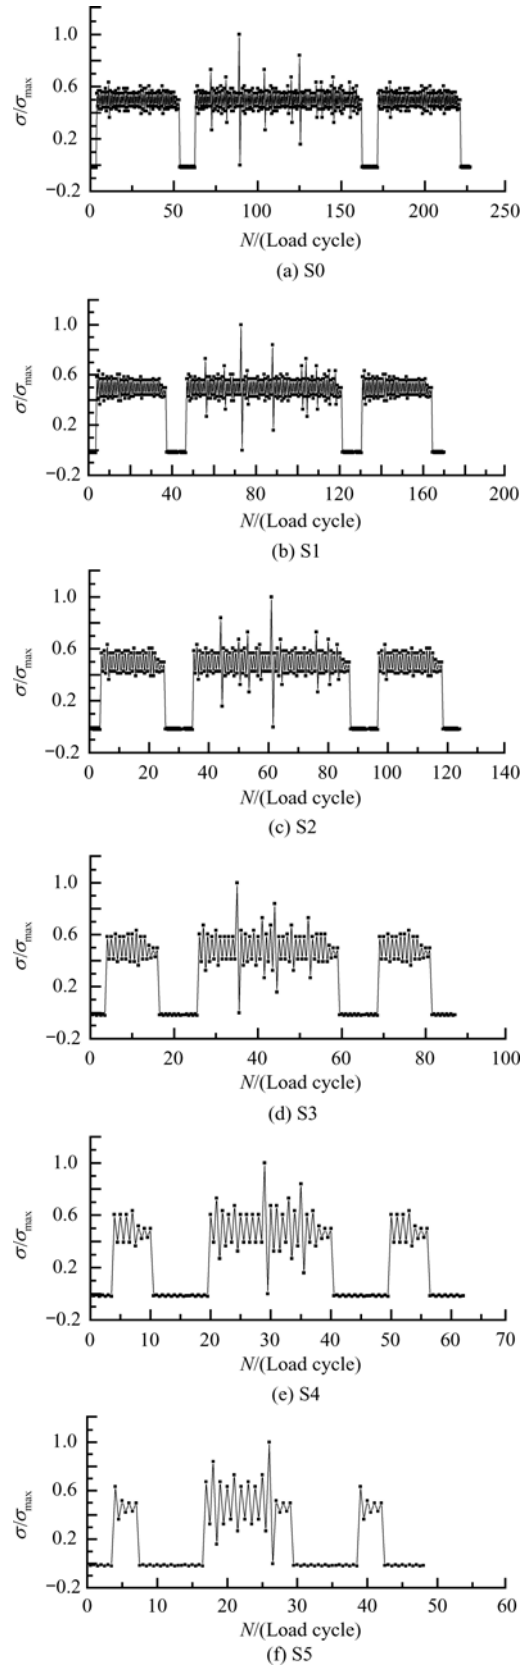 1.0
0.6
0.2
−0.2
σ/σmax
0 50 100 150 200 250
N/(Load cycle)
(a) S0
1.0
0.6
0.2
−0.2
σ/σmax
0 40 80 120 160 200
N/(Load cycle)
(b) S1
1.0
0.6
0.2
−0.2
σ/σmax
0 20 40 60 80 100 120 140
N/(Load cycle)
(c) S2
1.0
0.6
0.2
−0.2
σ/σmax
0 20 40 60 80 100
N/(Load cycle)
(d) S3
1.0
0.6
0.2
−0.2
σ/σmax
0 10 20 30 40 50 60 70
N/(Load cycle)
(e) S4
1.0
0.6
0.2
−0.2
σ/σmax
0 10 20 30 40 50 60
N/(Load cycle)
(f) S5